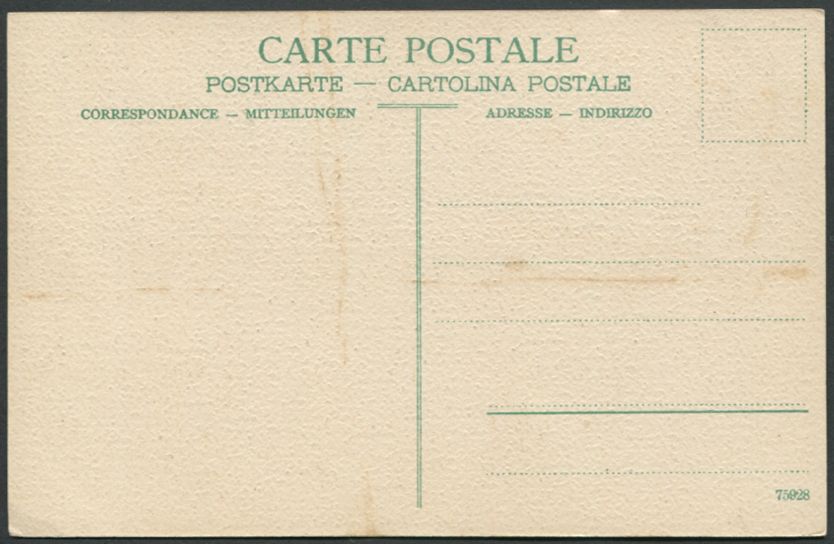 CARTE POSTALE
POSTKARTE — CARTOLINA POSTALE
CORRESPONDANCE — MITTEILUNGEN
ADRESSE — INDIRIZZO
75928